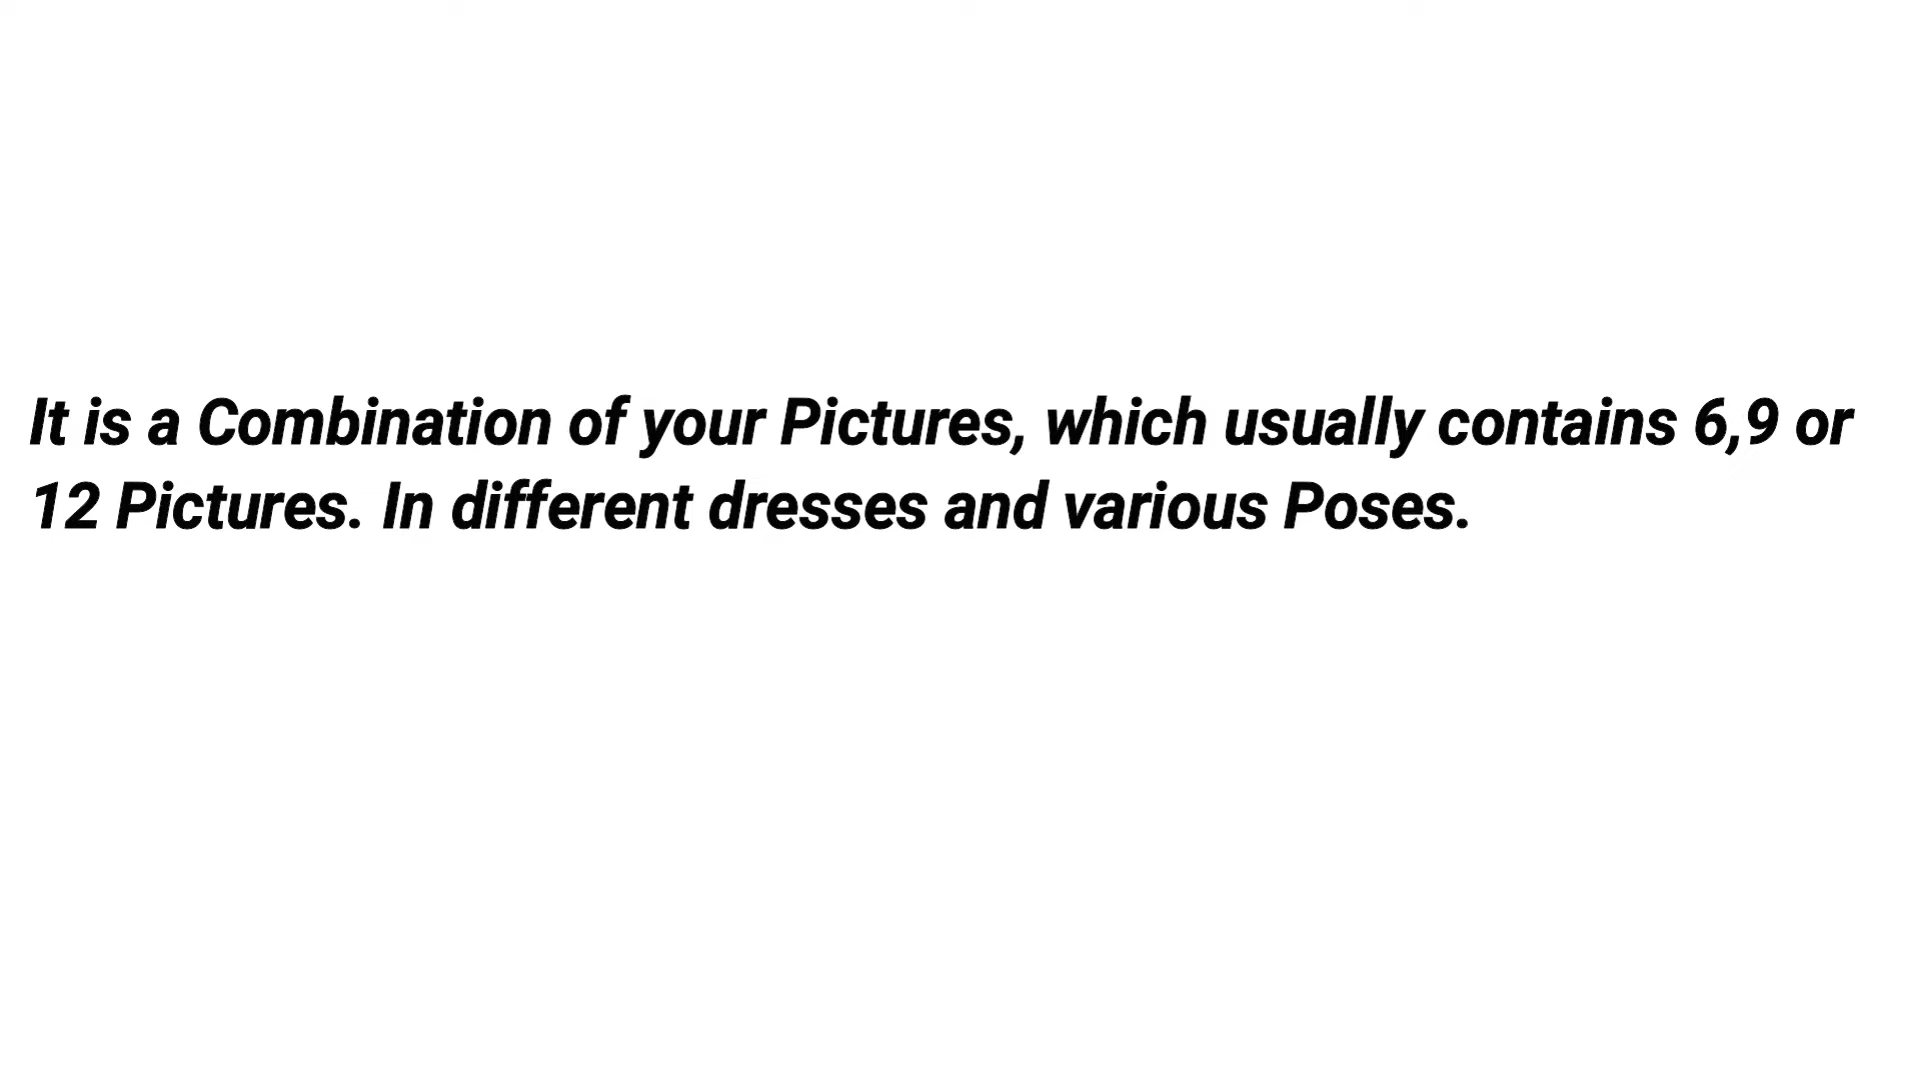 It is a Combination of your Pictures, which usually contains 6,9 or
12 Pictures. In different dresses and various Poses.